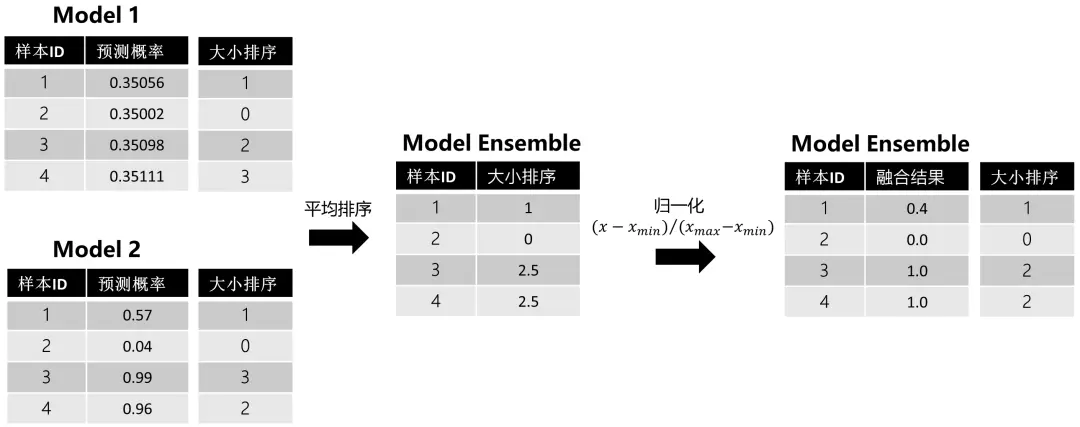 Model 1
样本ID 预测概率 大小排序
1 0.35056 1
2 0.35002 0
3 0.35098 2
4 0.35111 3
Model 2
样本ID 预测概率 大小排序
1 0.57 1
2 0.04 0
3 0.99 3
4 0.96 2
平均排序
Model Ensemble
样本ID 大小排序
1 1
2 0
3 2.5
4 2.5
归一化
(x − x_min)/(x_max−x_min)
Model Ensemble
样本ID 融合结果 大小排序
1 0.4 1
2 0.0 0
3 1.0 2
4 1.0 2